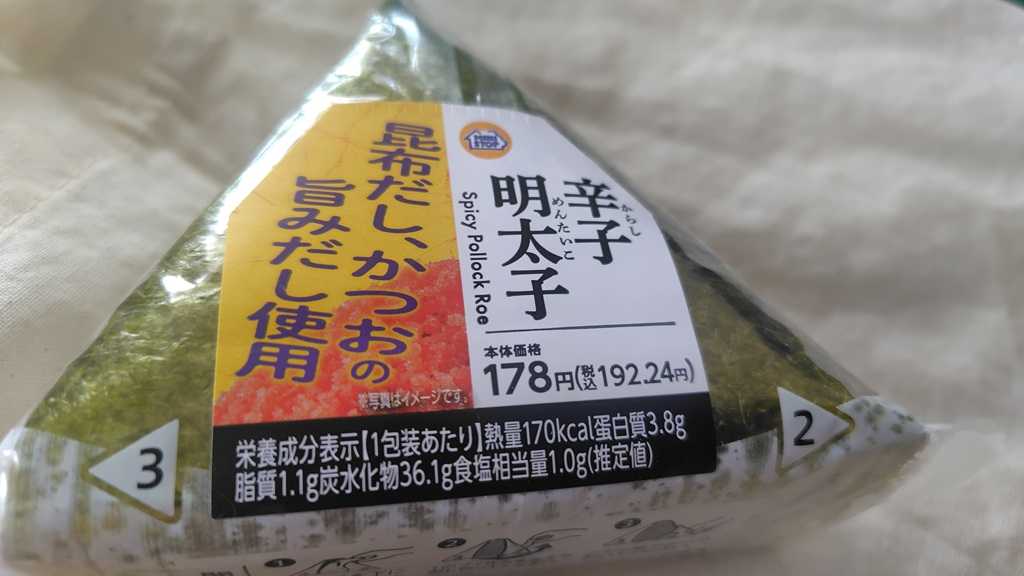 昆布だし、かつおの
旨みだし使用
※写真はイメージです。
辛子
からし
明太子
めんたいこ
Spicy Pollock Roe
本体価格
178円(税込192.24円)
栄養成分表示【1包装あたり】熱量170kcal蛋白質3.8g
脂質1.1g炭水化物36.1g食塩相当量1.0g(推定値)
3
2
1
2
3